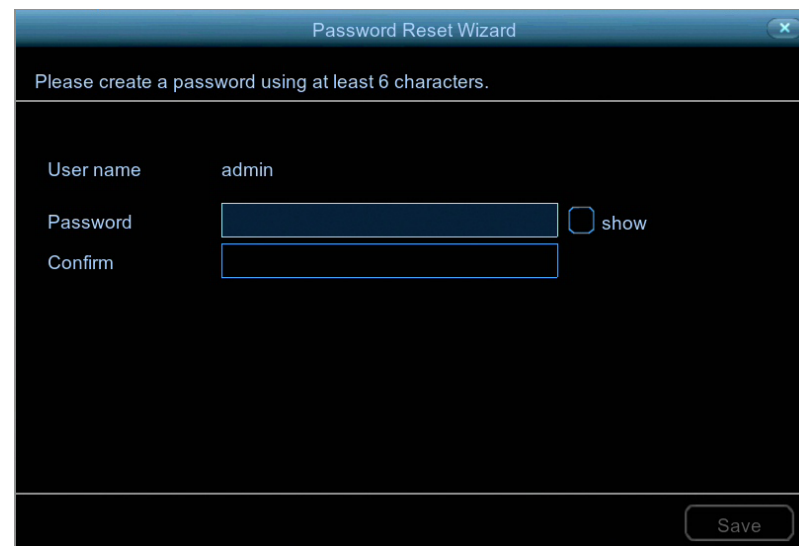 Password Reset Wizard
Please create a password using at least 6 characters.
User name admin
Password show
Confirm
Save